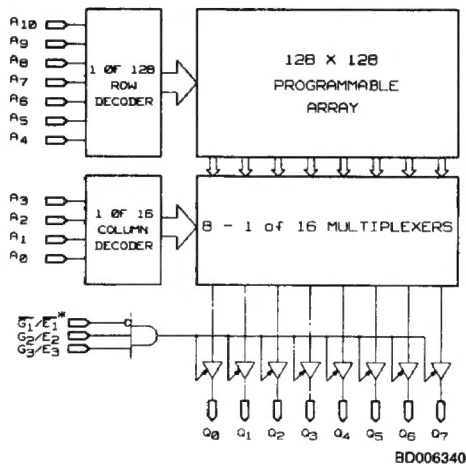 A10
A9
A8
A7
A6
A5
A4
1 OF 128
ROW
DECODER
128 X 128
PROGRAMMABLE
ARRAY
A3
A2
A1
A0
1 OF 16
COLUMN
DECODER
8 - 1 of 16 MULTIPLEXERS
G̅1/E̅1*
G2/E2
G3/E3
Q0 Q1 Q2 Q3 Q4 Q5 Q6 Q7
BD006340